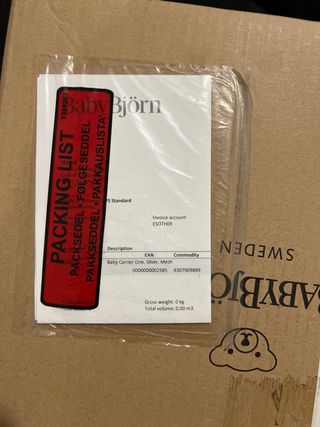 BabyBjörn
PACKING LIST
PACKSEDEL • FØLGESEDDEL
PAKKSEDDEL • PAKKAUSLISTA
PS Standard
Invoice account
ESOTHER
Description
EAN Commodity
Baby Carrier One, Silver, Mesh
0000000002585 6307909899
Gross weight: 0 kg
Total volume: 0.00 m3
BABYBJÖ
SWEDEN